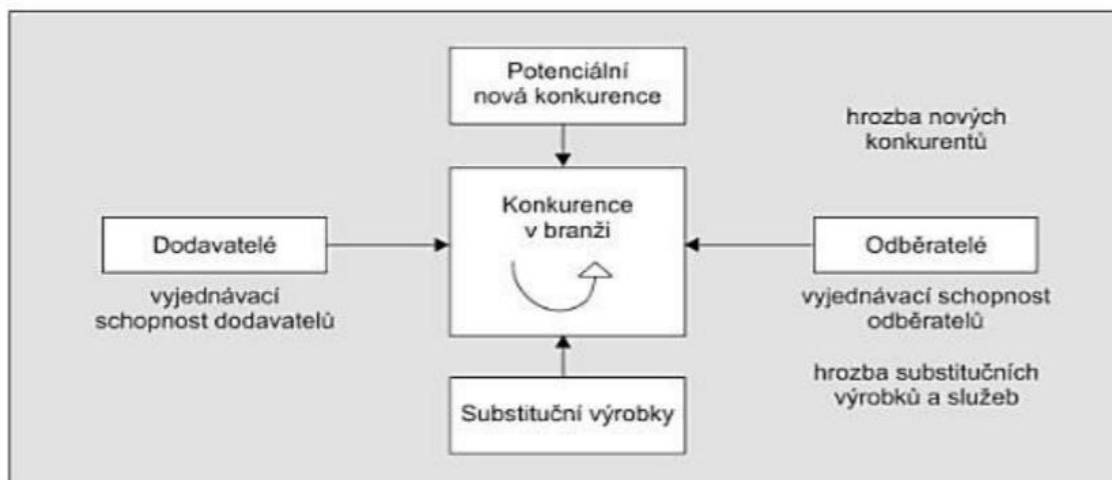 Potenciální
nová konkurence
hrozba nových
konkurentů
Konkurence
v branži
Dodavatelé
Odběratelé
vyjednávací
schopnost dodavatelů
vyjednávací schopnost
odběratelů
hrozba substitučních
výrobků a služeb
Substituční výrobky